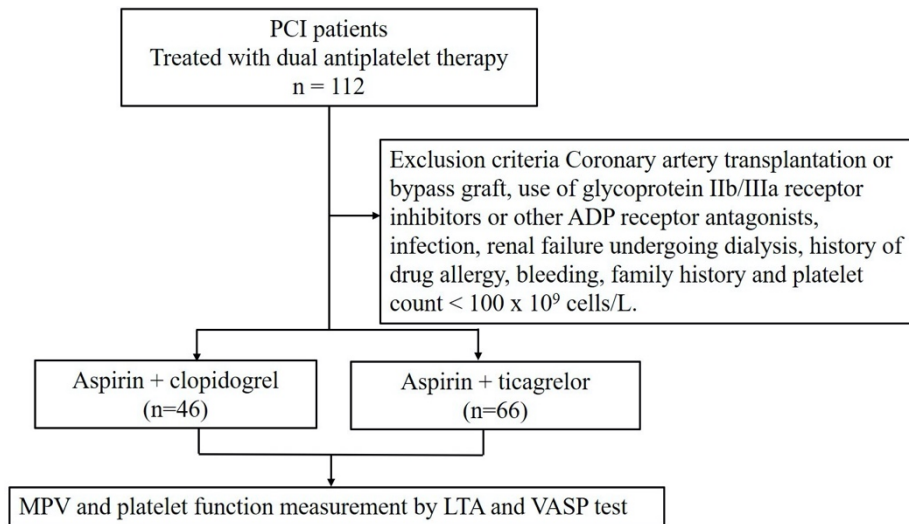 PCI patients
Treated with dual antiplatelet therapy
n = 112
Exclusion criteria Coronary artery transplantation or
bypass graft, use of glycoprotein IIb/IIIa receptor
inhibitors or other ADP receptor antagonists,
infection, renal failure undergoing dialysis, history of
drug allergy, bleeding, family history and platelet
count < 100 x 10⁹ cells/L.
Aspirin + clopidogrel
(n=46)
Aspirin + ticagrelor
(n=66)
MPV and platelet function measurement by LTA and VASP test